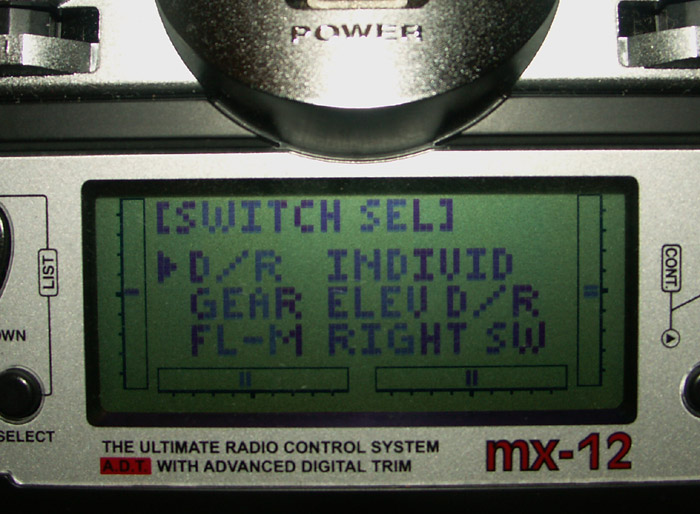 POWER
[SWITCH SEL]
D/R INDIVID
GEAR ELEV D/R
FL-M RIGHT SW
LIST
CONT.
SELECT
THE ULTIMATE RADIO CONTROL SYSTEM
A.D.T. WITH ADVANCED DIGITAL TRIM
mx-12